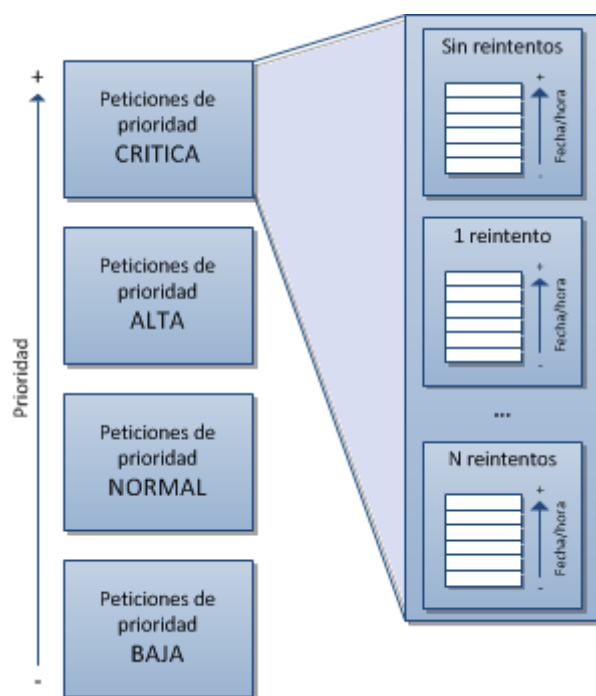 +
Prioridad
-
Peticiones de
prioridad
CRITICA
Peticiones de
prioridad
ALTA
Peticiones de
prioridad
NORMAL
Peticiones de
prioridad
BAJA
Sin reintentos
+
Fecha/hora
-
1 reintento
+
Fecha/hora
-
...
N reintentos
+
Fecha/hora
-